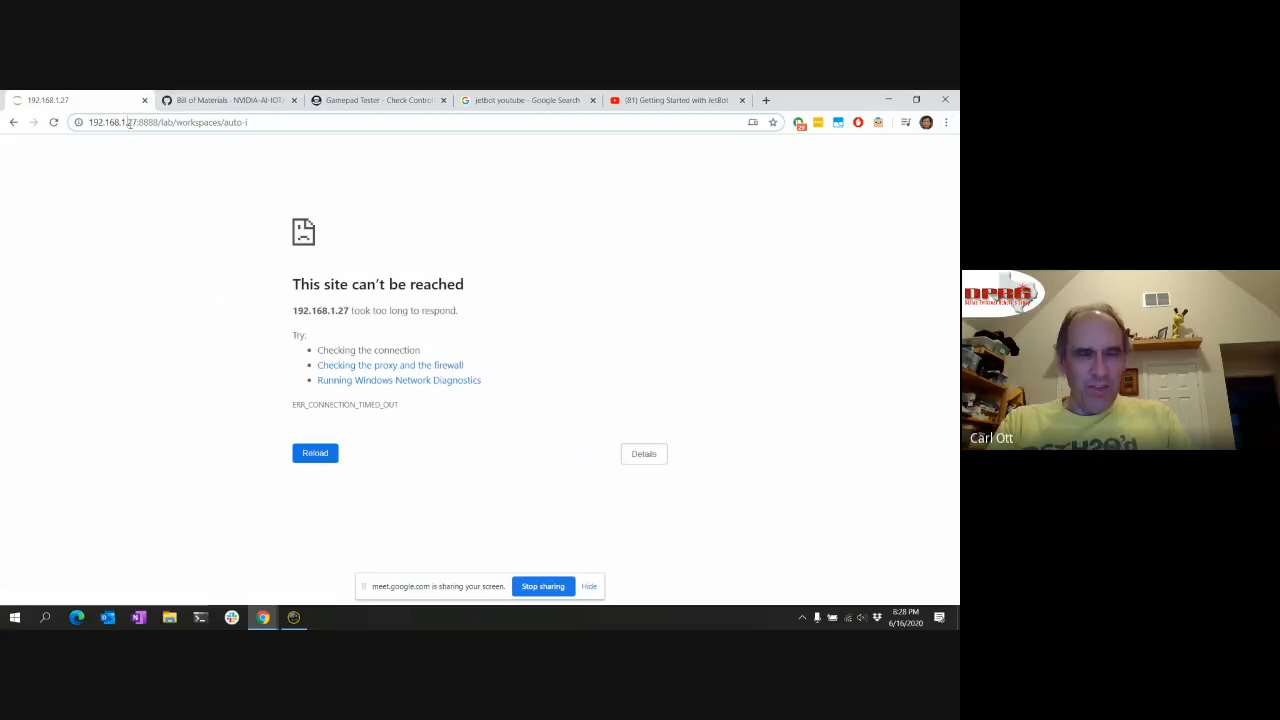 192.168.1.27
Bill of Materials · NVIDIA-AI-IOT/
Gamepad Tester - Check Control
jetbot youtube - Google Search
(81) Getting Started with JetBot
192.168.1.27:8888/lab/workspaces/auto-i
29
This site can't be reached
192.168.1.27 took too long to respond.
Try:
Checking the connection
Checking the proxy and the firewall
Running Windows Network Diagnostics
ERR_CONNECTION_TIMED_OUT
Reload
Details
meet.google.com is sharing your screen.
Stop sharing
Hide
8:28 PM
6/16/2020
DPRG
Carl Ott